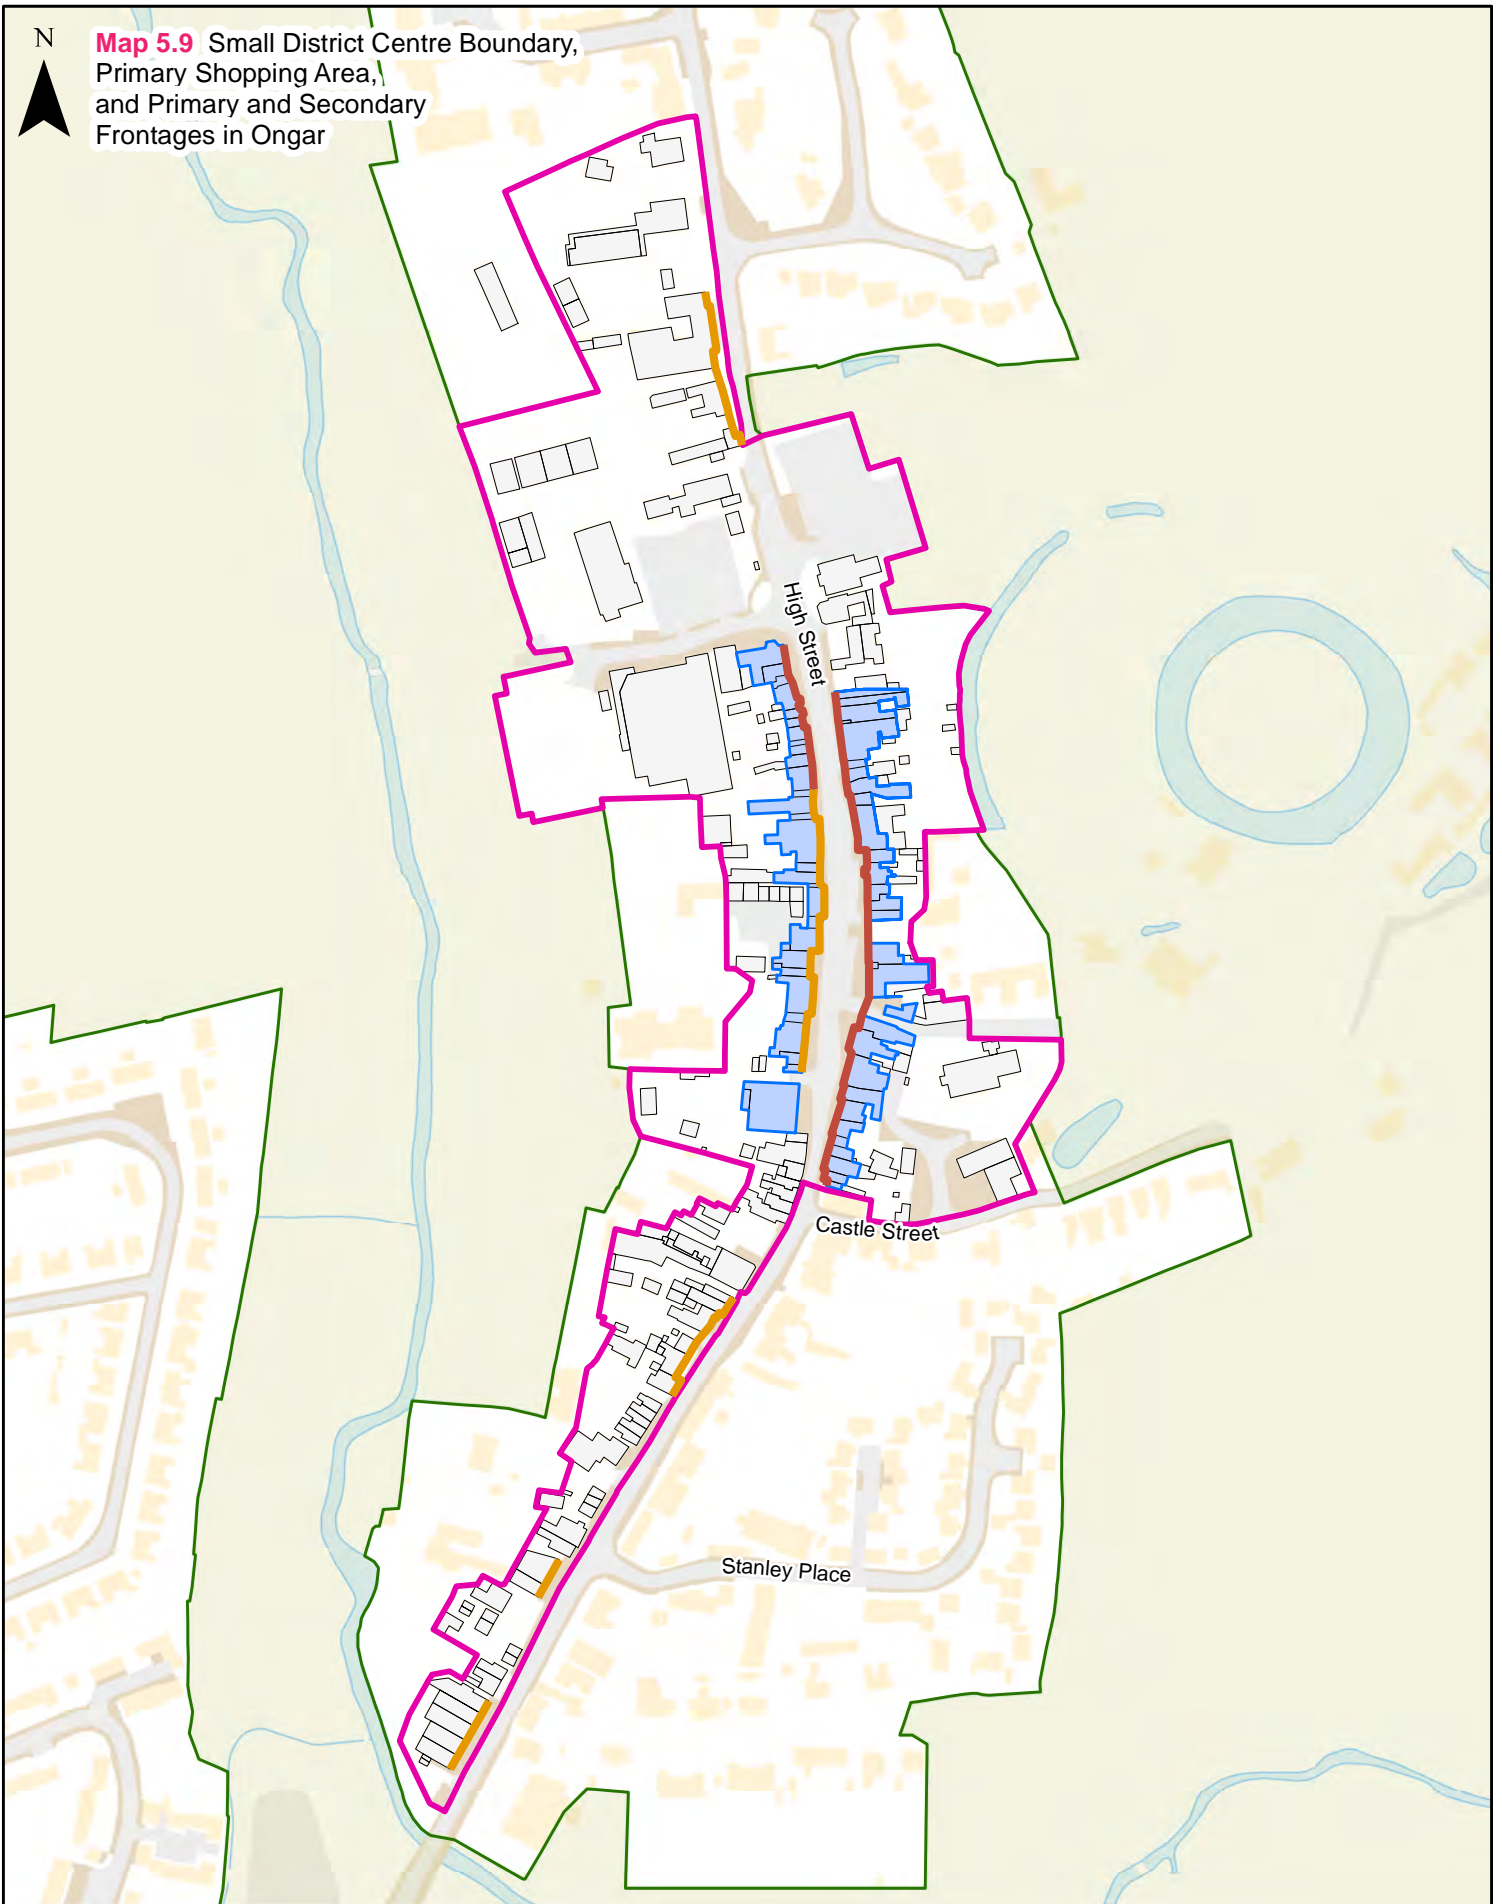 N
Map 5.9 Small District Centre Boundary,
Primary Shopping Area,
and Primary and Secondary
Frontages in Ongar
High Street
Castle Street
Stanley Place